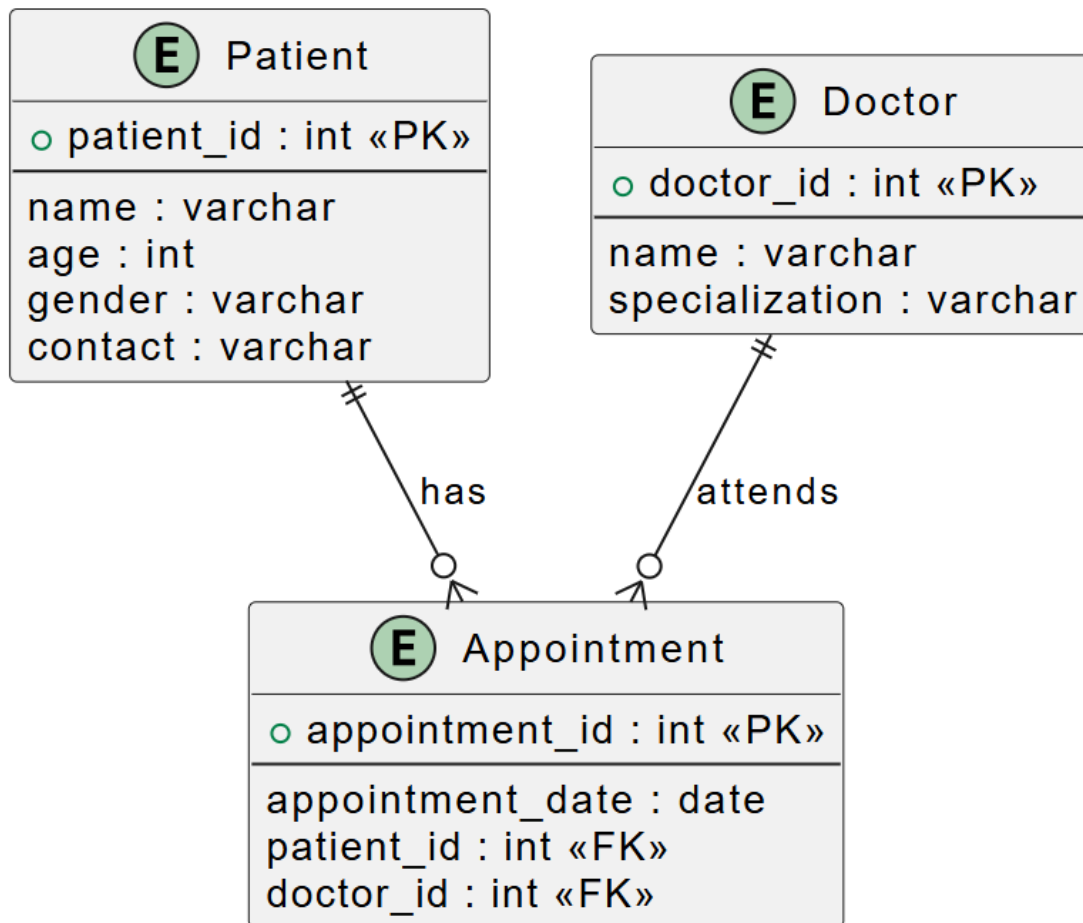 E Patient
patient_id : int «PK»
name : varchar
age : int
gender : varchar
contact : varchar
E Doctor
doctor_id : int «PK»
name : varchar
specialization : varchar
has
attends
E Appointment
appointment_id : int «PK»
appointment_date : date
patient_id : int «FK»
doctor_id : int «FK»